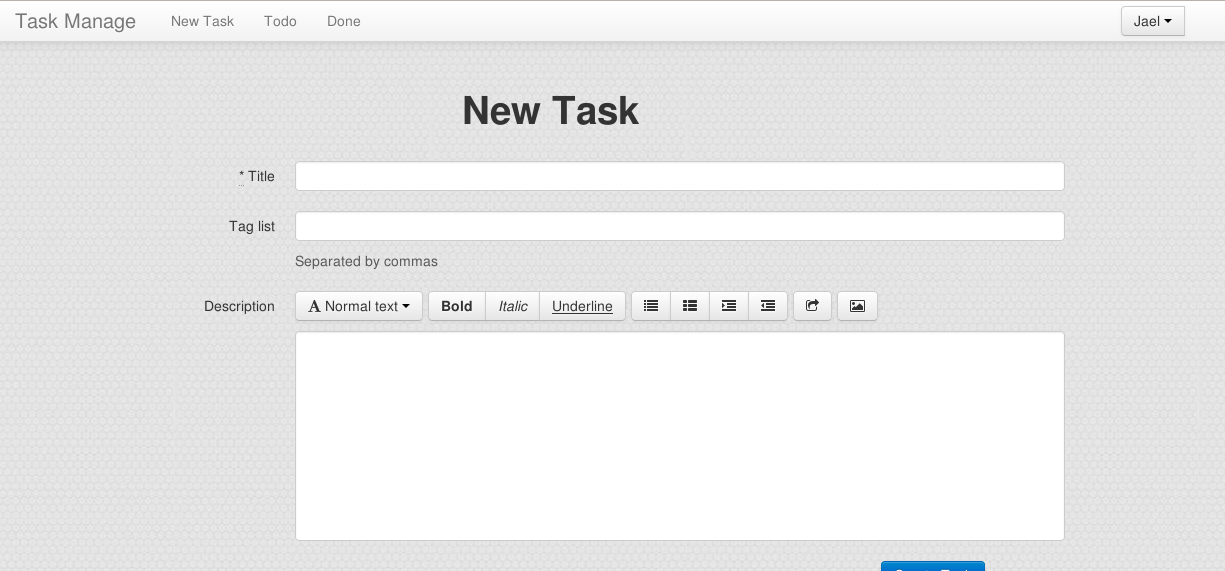 Task Manage New Task Todo Done Jael
New Task
* Title
Tag list
Separated by commas
Description A Normal text Bold Italic Underline